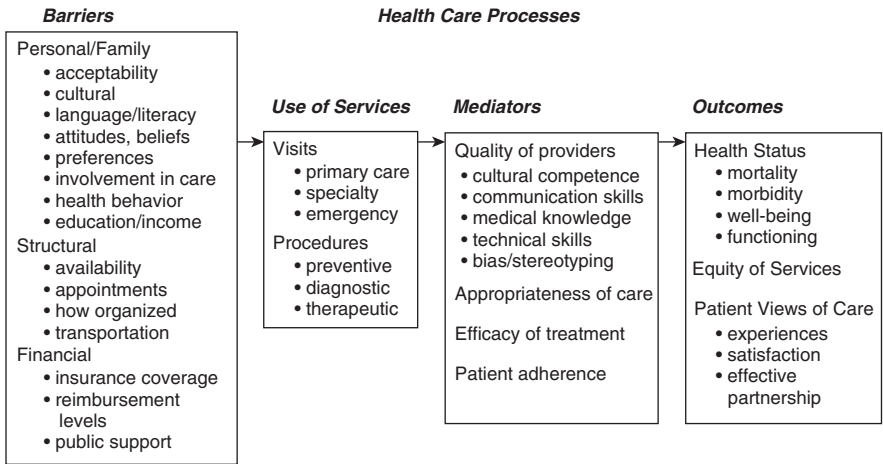 Barriers
Health Care Processes
Personal/Family
• acceptability
• cultural
• language/literacy
• attitudes, beliefs
• preferences
• involvement in care
• health behavior
• education/income
Structural
• availability
• appointments
• how organized
• transportation
Financial
• insurance coverage
• reimbursement
levels
• public support
Use of Services
Visits
• primary care
• specialty
• emergency
Procedures
• preventive
• diagnostic
• therapeutic
Mediators
Quality of providers
• cultural competence
• communication skills
• medical knowledge
• technical skills
• bias/stereotyping
Appropriateness of care
Efficacy of treatment
Patient adherence
Outcomes
Health Status
• mortality
• morbidity
• well-being
• functioning
Equity of Services
Patient Views of Care
• experiences
• satisfaction
• effective
partnership